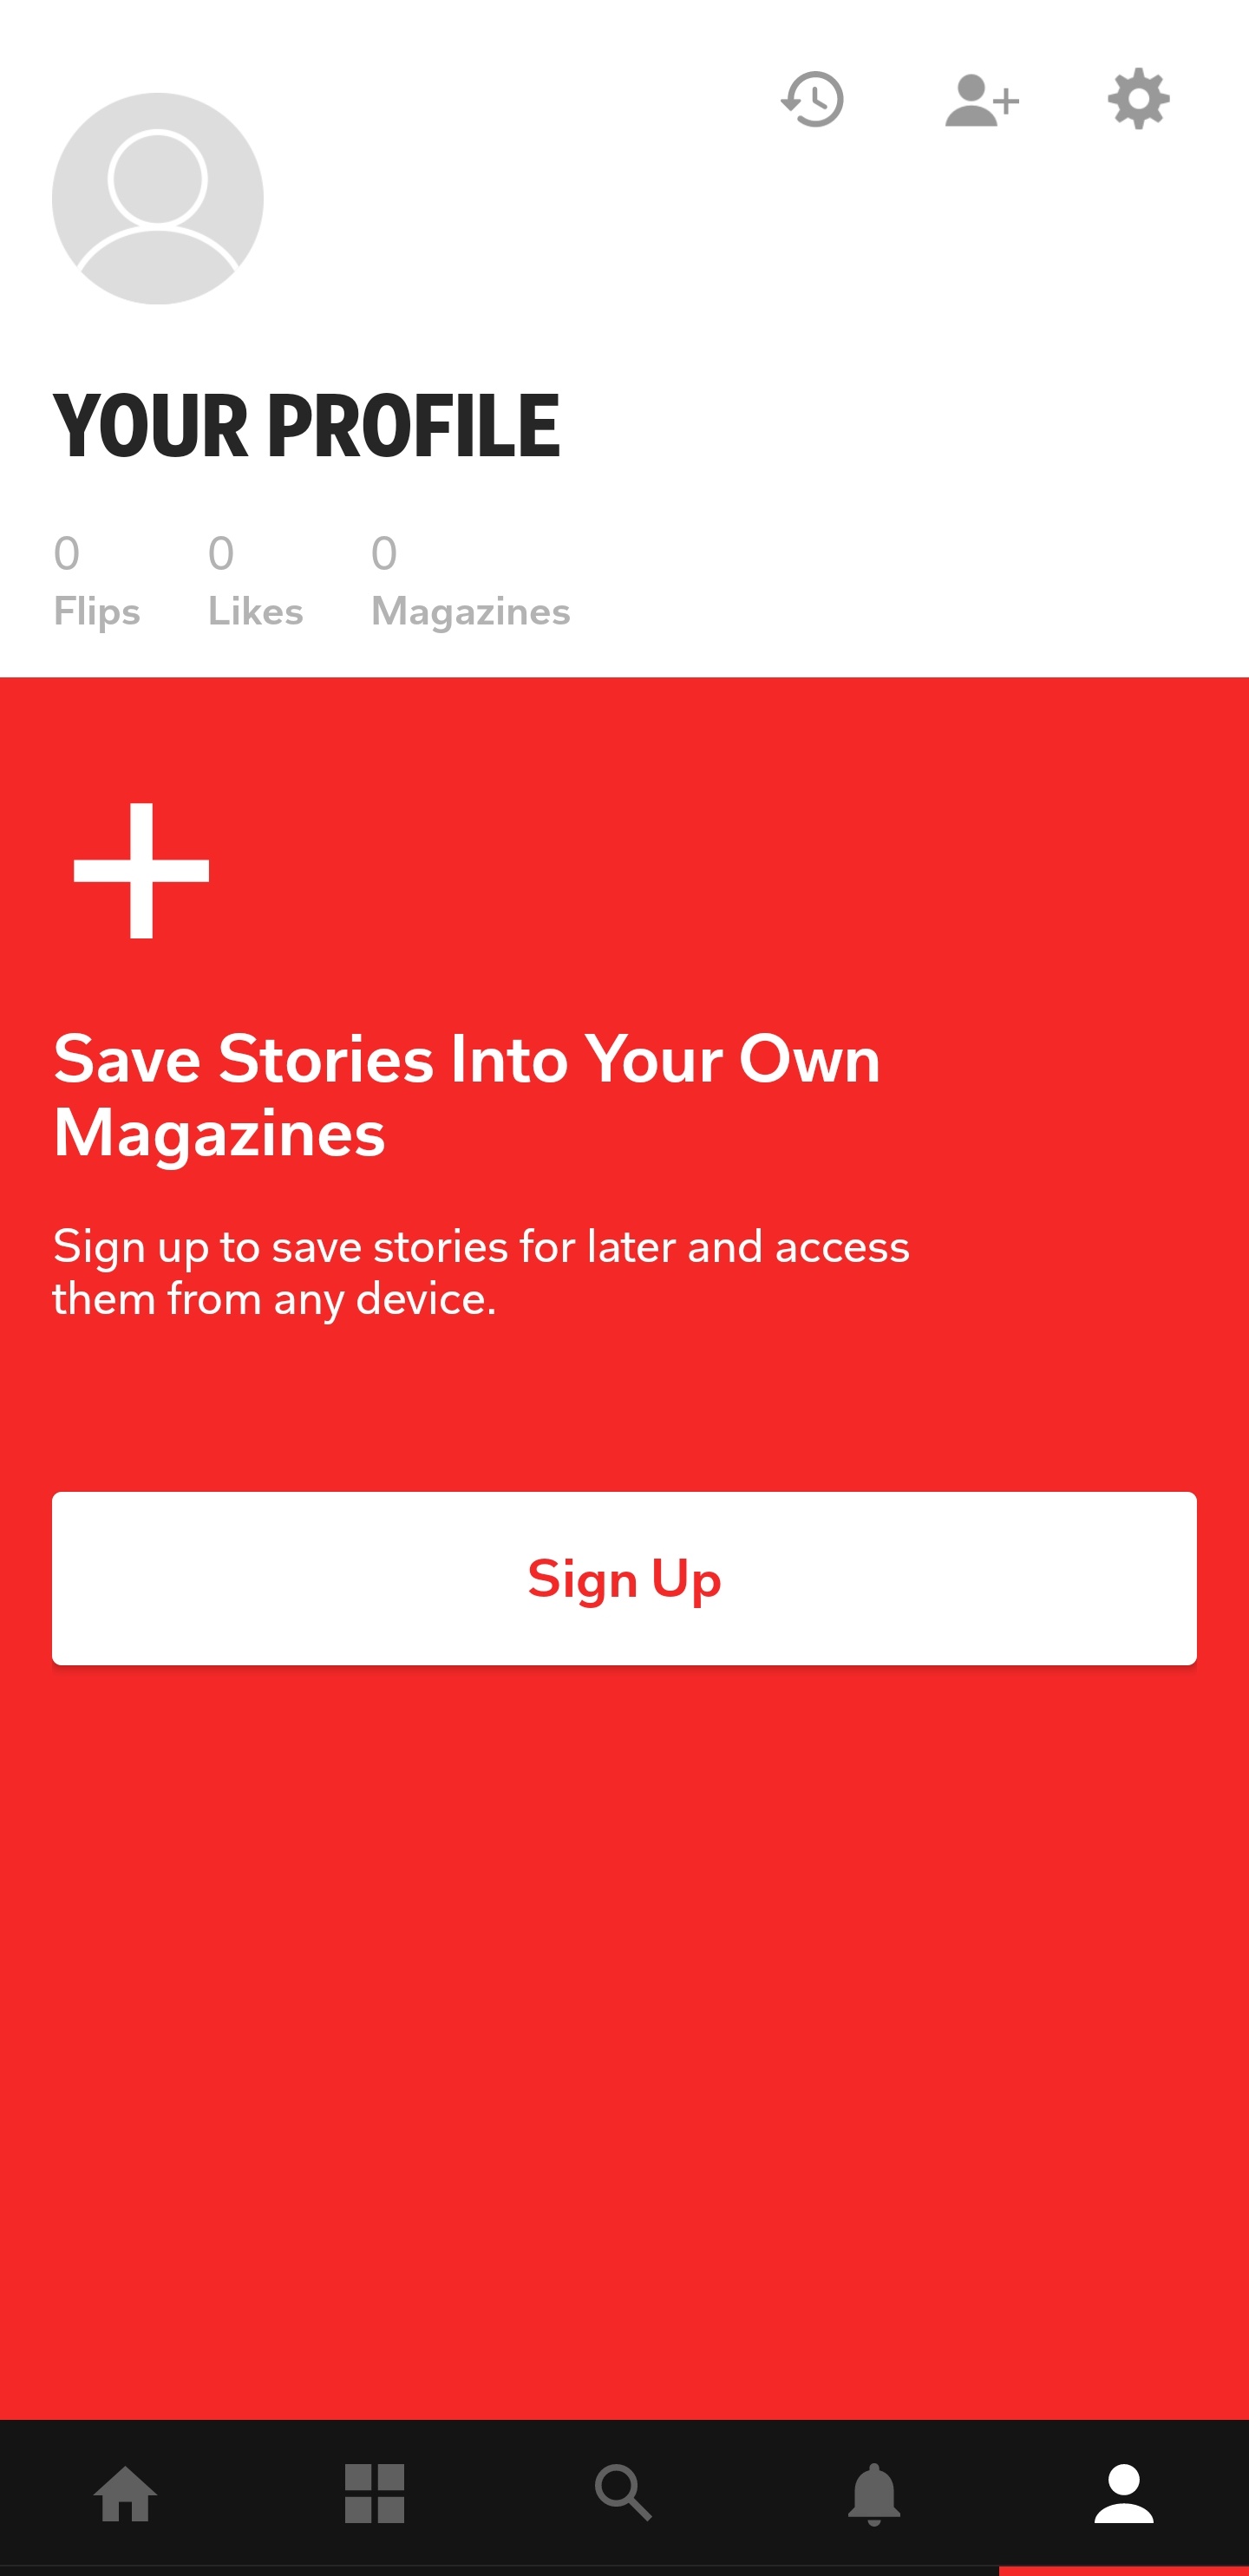 YOUR PROFILE
0 0 0
Flips Likes Magazines
Save Stories Into Your Own
Magazines
Sign up to save stories for later and access
them from any device.
Sign Up